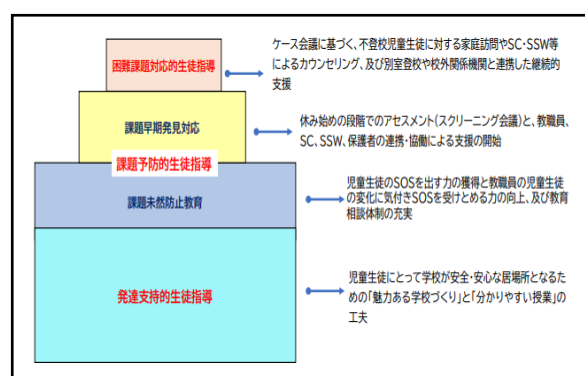 困難課題対応的生徒指導
ケース会議に基づく、不登校児童生徒に対する家庭訪問やSC・SSW等
によるカウンセリング、及び別室登校や校外関係機関と連携した継続的
支援
課題早期発見対応
休み始めの段階でのアセスメント(スクリーニング会議)と、教職員、
SC、SSW、保護者の連携・協働による支援の開始
課題予防的生徒指導
課題未然防止教育
児童生徒のSOSを出す力の獲得と教職員の児童生徒
の変化に気付きSOSを受けとめる力の向上、及び教育
相談体制の充実
発達支持的生徒指導
児童生徒にとって学校が安全・安心な居場所となるた
めの「魅力ある学校づくり」と「分かりやすい授業」の
工夫